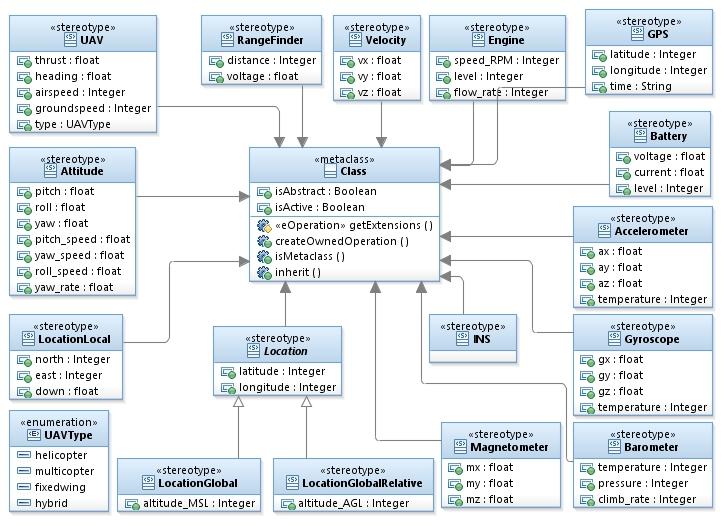 «stereotype»
UAV
thrust : float
heading : float
airspeed : Integer
groundspeed : Integer
type : UAVType
«stereotype»
RangeFinder
distance : Integer
voltage : float
«stereotype»
Velocity
vx : float
vy : float
vz : float
«stereotype»
Engine
speed_RPM : Integer
level : Integer
flow_rate : Integer
«stereotype»
GPS
latitude : Integer
longitude : Integer
time : String
«stereotype»
Battery
voltage : float
current : float
level : Integer
«stereotype»
Attitude
pitch : float
roll : float
yaw : float
pitch_speed : float
yaw_speed : float
roll_speed : float
yaw_rate : float
«metaclass»
Class
isAbstract : Boolean
isActive : Boolean
«eOperation» getExtensions ( )
createOwnedOperation ( )
isMetaclass ( )
inherit ( )
«stereotype»
Accelerometer
ax : float
ay : float
az : float
temperature : Integer
«stereotype»
LocationLocal
north : Integer
east : Integer
down : float
«stereotype»
Location
latitude : Integer
longitude : Integer
«stereotype»
INS
«stereotype»
Gyroscope
gx : float
gy : float
gz : float
temperature : Integer
«enumeration»
UAVType
helicopter
multicopter
fixedwing
hybrid
«stereotype»
LocationGlobal
altitude_MSL : Integer
«stereotype»
LocationGlobalRelative
altitude_AGL : Integer
«stereotype»
Magnetometer
mx : float
my : float
mz : float
«stereotype»
Barometer
temperature : Integer
pressure : Integer
climb_rate : Integer